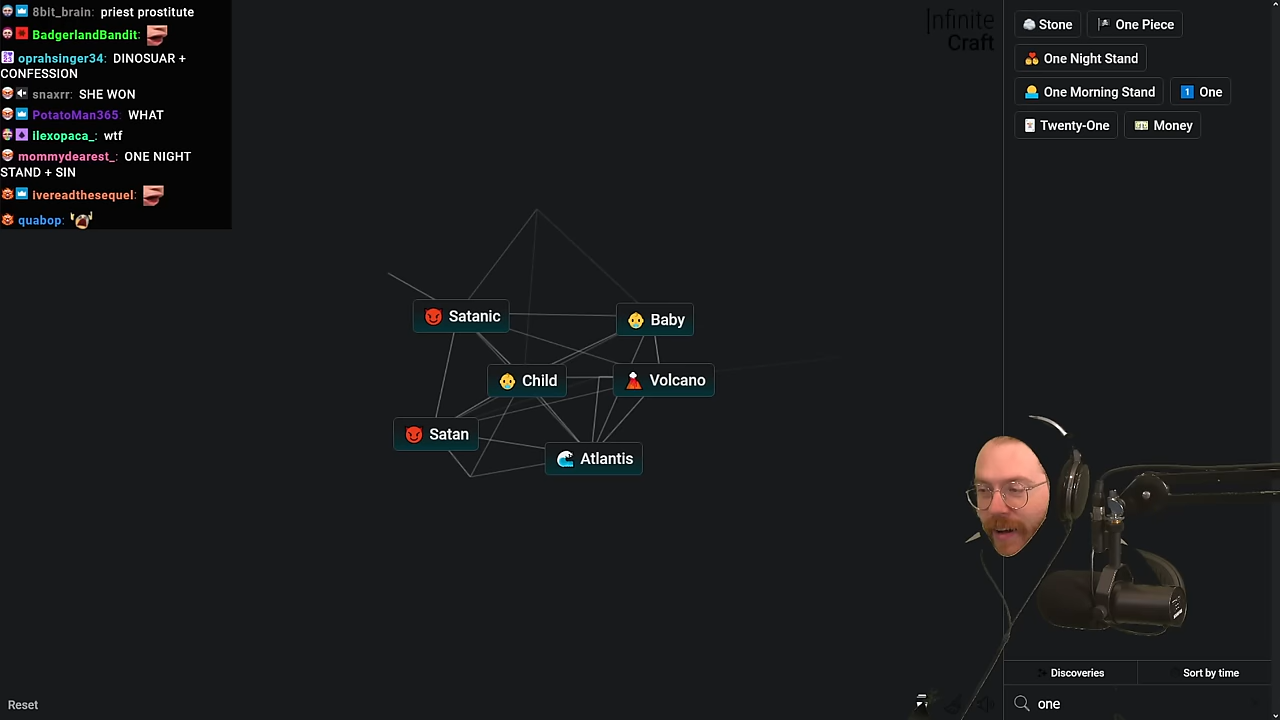 8bit_brain: priest prostitute
BadgerlandBandit:
oprahsinger34: DINOSUAR +
CONFESSION
snaxrr: SHE WON
PotatoMan365: WHAT
ilexopaca_: wtf
mommydearest_: ONE NIGHT
STAND + SIN
ivereadthesequel:
quabop:
Infinite
Craft
Stone
One Piece
One Night Stand
One Morning Stand
1 One
Twenty-One
Money
Satanic
Baby
Child
Volcano
Satan
Atlantis
Discoveries
Sort by time
Reset
one